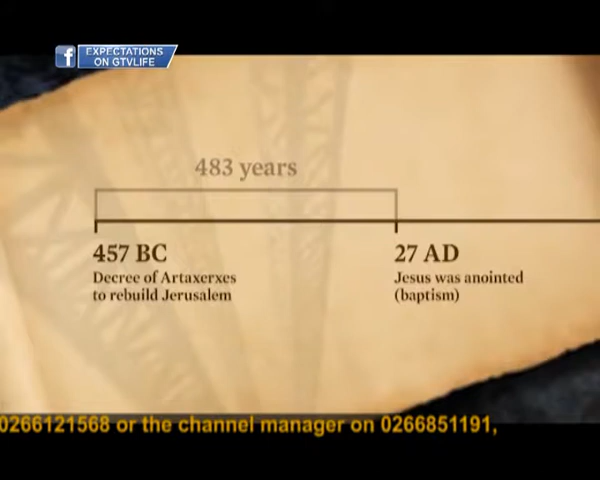 EXPECTATIONS
ON GTVLIFE
483 years
457 BC
Decree of Artaxerxes
to rebuild Jerusalem
27 AD
Jesus was anointed
(baptism)
0266121568 or the channel manager on 0266851191,